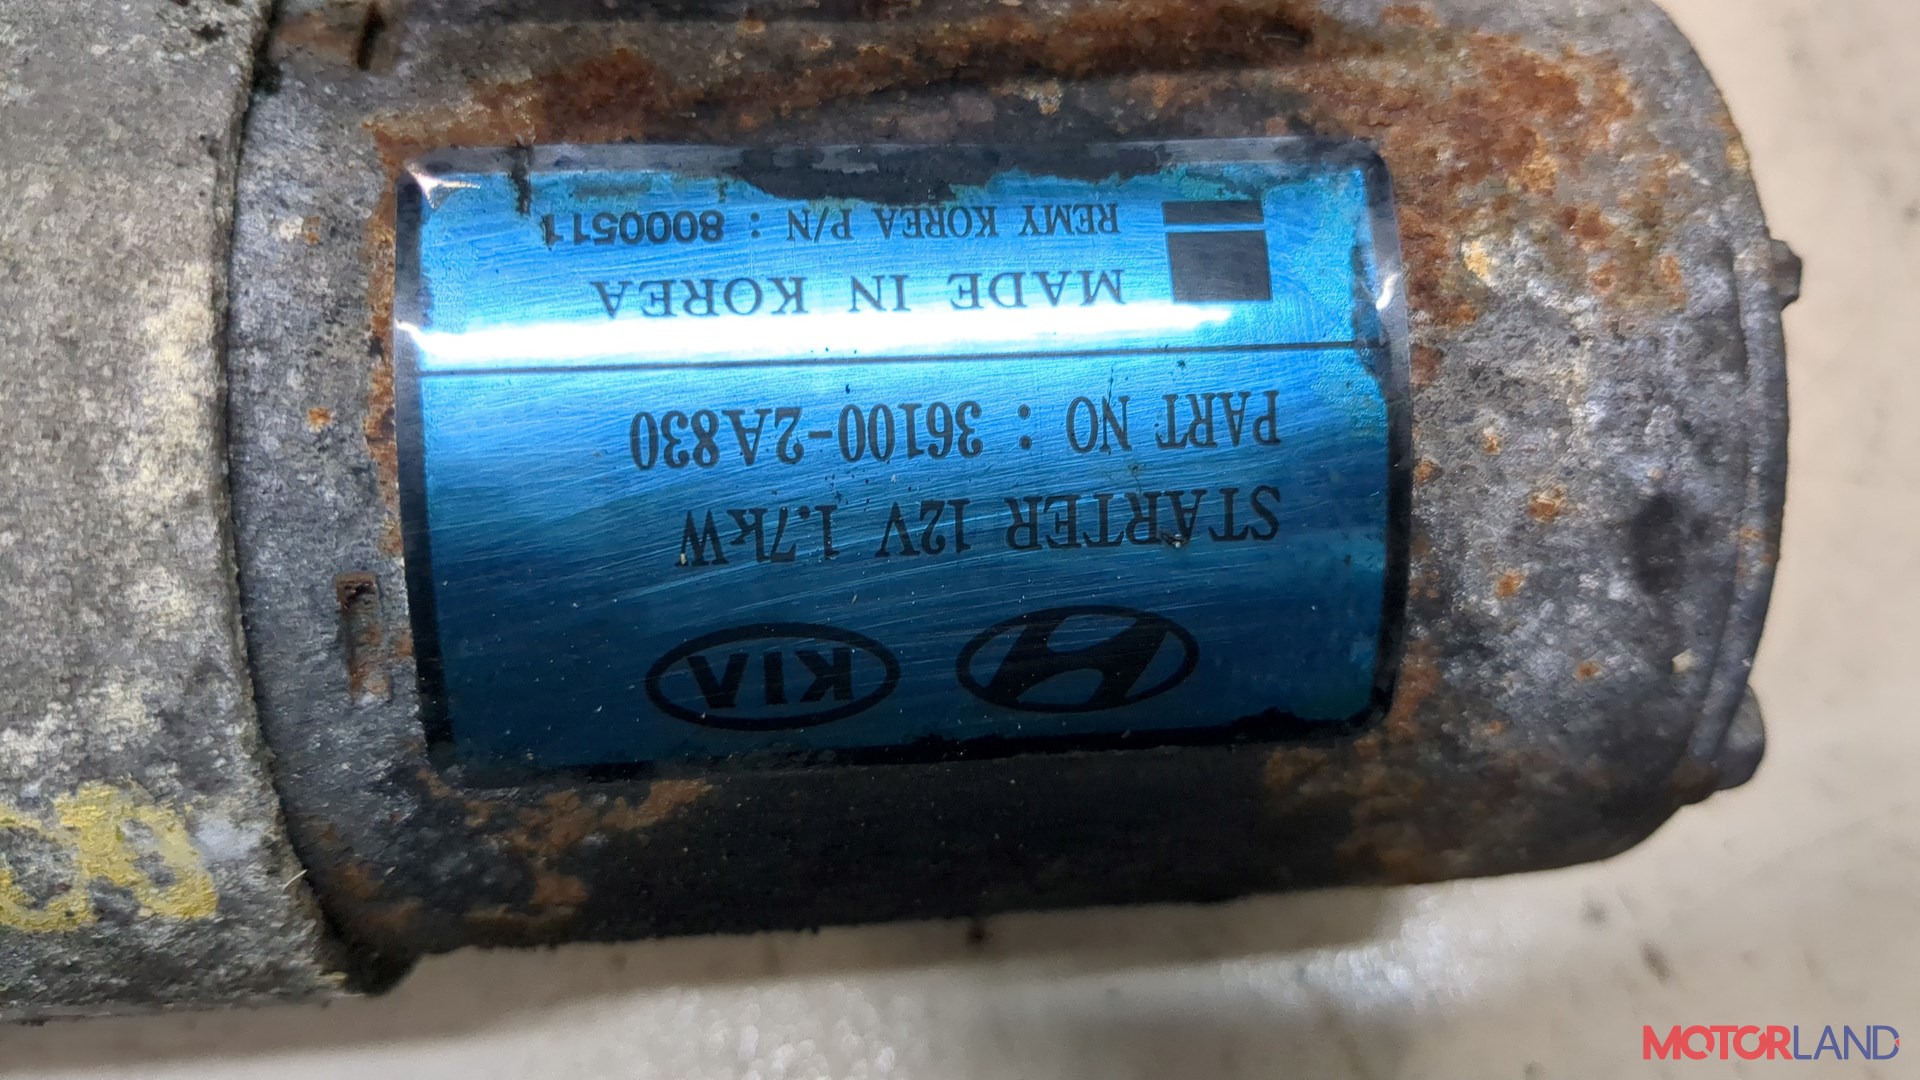 KIA
STARTER 12V 1.7kW
PART NO : 36100-2A830
MADE IN KOREA
REMY KOREA P/N : 8000511
MOTORLAND